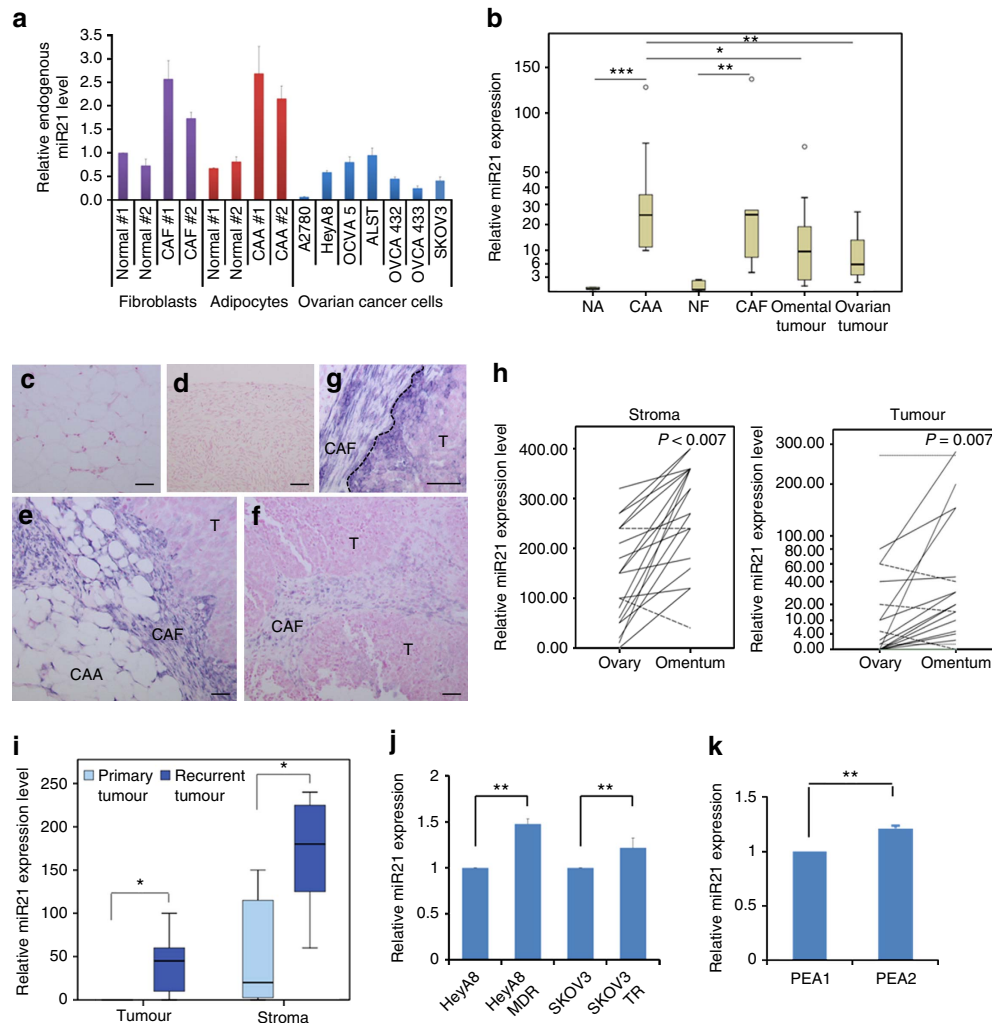 a
Relative endogenous
miR21 level
3.5
3.0
2.5
2.0
1.5
1.0
0.5
0.0
Normal #1
Normal #2
CAF #1
CAF #2
Normal #1
Normal #2
CAA #1
CAA #2
A2780
HeyA8
OCVA 5
ALST
OVCA 432
OVCA 433
SKOV3
Fibroblasts
Adipocytes
Ovarian cancer cells
b
Relative miR21 expression
150
100
50
40
30
20
10
6
3
***
**
*
**
NA
CAA
NF
CAF
Omental
tumour
Ovarian
tumour
c
d
g
CAF
T
e
T
CAF
CAA
f
T
CAF
T
h
Stroma
P < 0.007
Relative miR21 expression level
400.00
300.00
200.00
100.00
0.00
Ovary
Omentum
Tumour
P = 0.007
Relative miR21 expression level
300.00
200.00
100.00
80.00
60.00
40.00
20.00
10.00
4.00
0.00
Ovary
Omentum
i
Relative miR21 expression level
250
200
150
100
50
0
Primary
tumour
Recurrent
tumour
*
*
Tumour
Stroma
j
Relative miR21 expression
2
1.5
1
0.5
0
**
**
HeyA8
HeyA8
MDR
SKOV3
SKOV3
TR
k
Relative miR21 expression
1.5
1
0.5
0
**
PEA1
PEA2